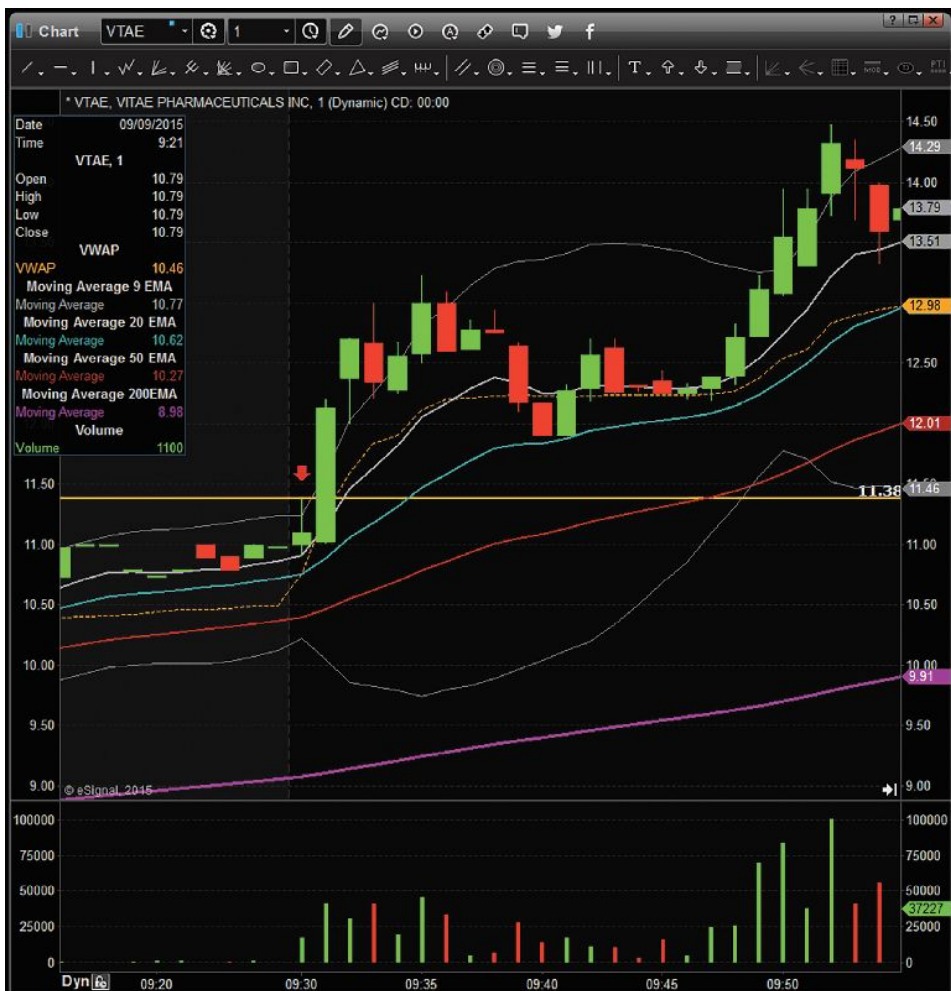 Chart VTAE 1
* VTAE, VITAE PHARMACEUTICALS INC, 1 (Dynamic) CD: 00:00
Date 09/09/2015
Time 9:21
VTAE, 1
Open 10.79
High 10.79
Low 10.79
Close 10.79
VWAP
VWAP 10.46
Moving Average 9 EMA
Moving Average 10.77
Moving Average 20 EMA
Moving Average 10.62
Moving Average 50 EMA
Moving Average 10.27
Moving Average 200EMA
Moving Average 8.98
Volume
Volume 1100
11.50
11.00
10.50
10.00
9.50
9.00
14.50
14.29
14.00
13.79
13.51
12.98
12.50
12.01
11.38
11.46
11.00
10.50
10.00
9.91
9.50
9.00
© eSignal, 2015
100000
75000
50000
25000
0
100000
75000
50000
37227
25000
0
Dyn 09:20 09:30 09:35 09:40 09:45 09:50